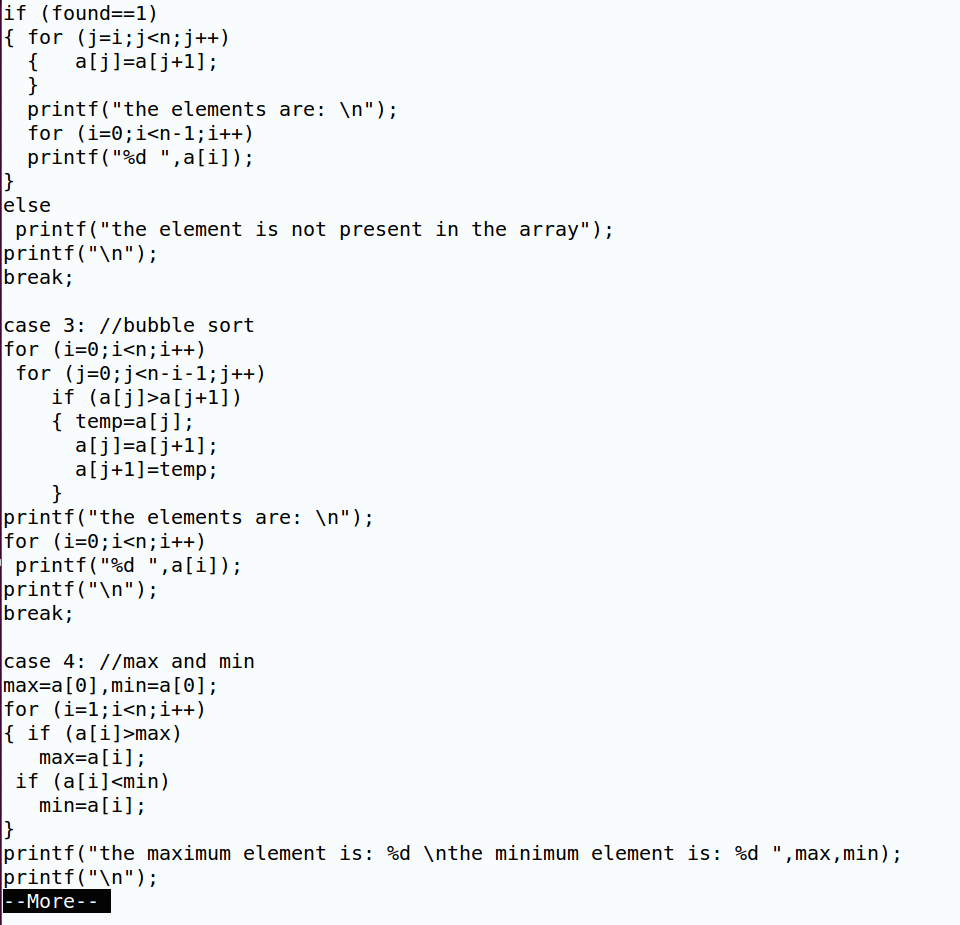 if (found==1)
{ for (j=i;j<n;j++)
  {   a[j]=a[j+1];
  }
  printf("the elements are: \n");
  for (i=0;i<n-1;i++)
  printf("%d ",a[i]);
}
else
 printf("the element is not present in the array");
printf("\n");
break;

case 3: //bubble sort
for (i=0;i<n;i++)
 for (j=0;j<n-i-1;j++)
    if (a[j]>a[j+1])
    { temp=a[j];
      a[j]=a[j+1];
      a[j+1]=temp;
    }
printf("the elements are: \n");
for (i=0;i<n;i++)
 printf("%d ",a[i]);
printf("\n");
break;

case 4: //max and min
max=a[0],min=a[0];
for (i=1;i<n;i++)
{ if (a[i]>max)
   max=a[i];
 if (a[i]<min)
   min=a[i];
}
printf("the maximum element is: %d \nthe minimum element is: %d ",max,min);
printf("\n");
--More--